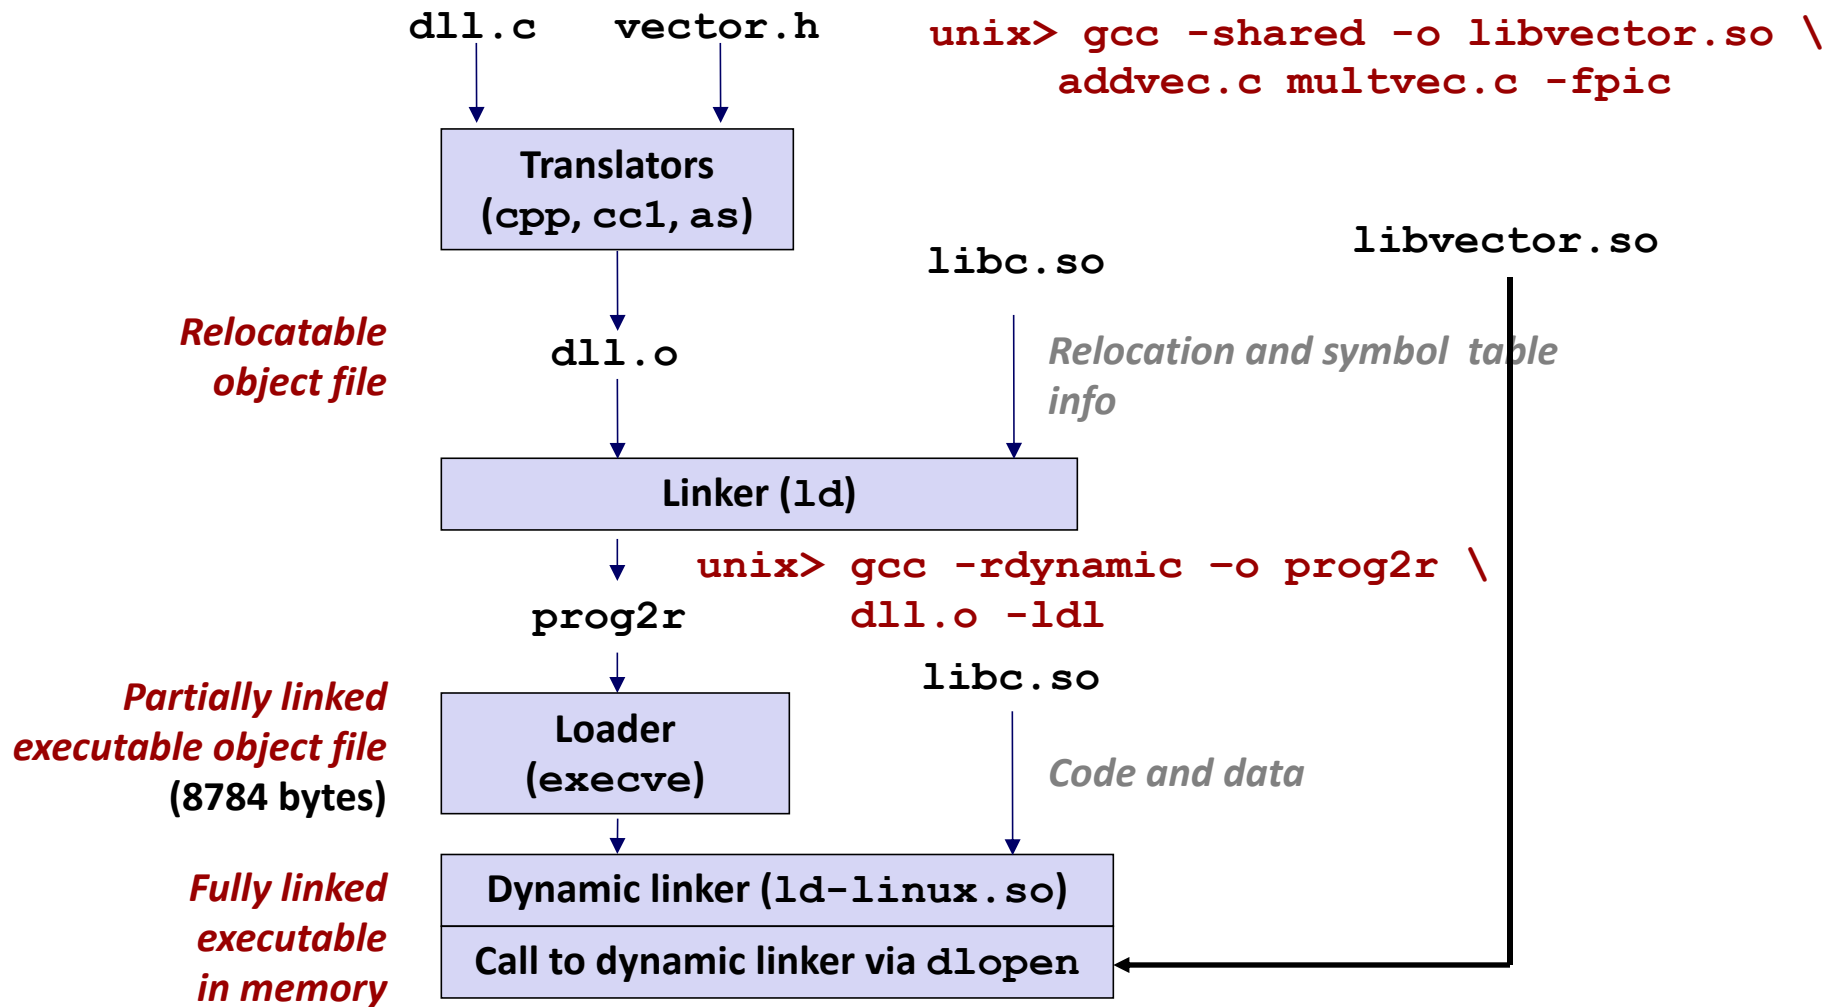 dll.c vector.h
unix> gcc -shared -o libvector.so \
addvec.c multvec.c -fpic
Translators
(cpp, cc1, as)
libc.so
libvector.so
Relocatable
object file
dll.o
Relocation and symbol table
info
Linker (ld)
unix> gcc -rdynamic –o prog2r \
dll.o -ldl
prog2r
libc.so
Partially linked
executable object file
(8784 bytes)
Loader
(execve)
Code and data
Fully linked
executable
in memory
Dynamic linker (ld-linux.so)
Call to dynamic linker via dlopen